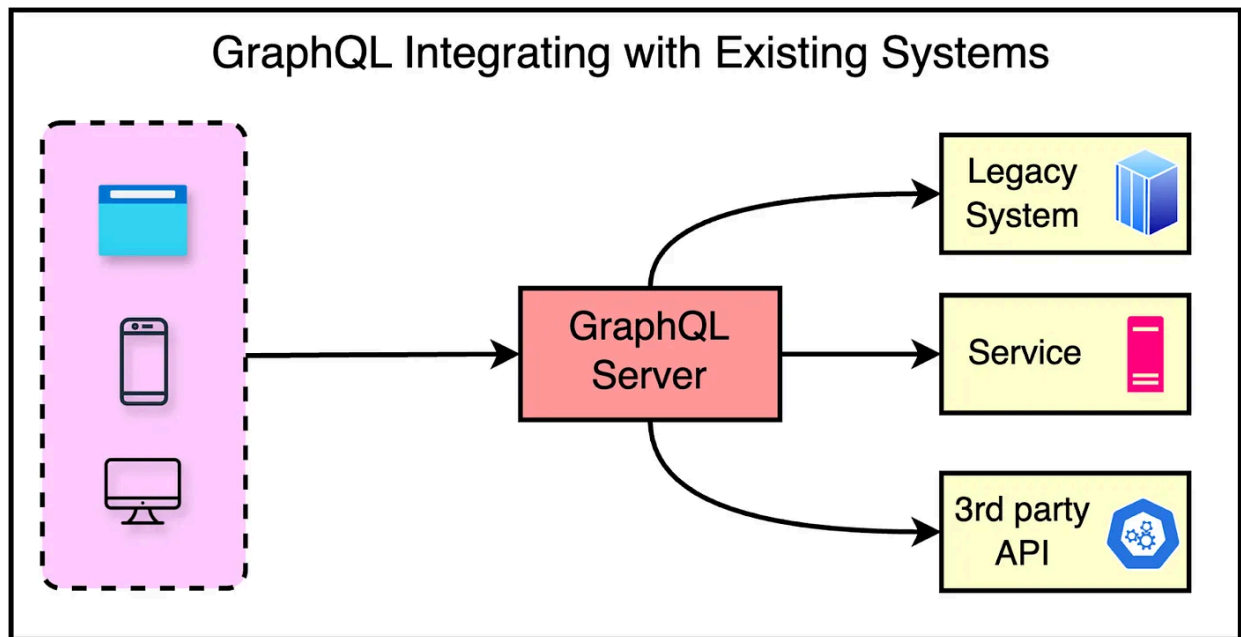 GraphQL Integrating with Existing Systems
Legacy
System
GraphQL
Server
Service
3rd party
API